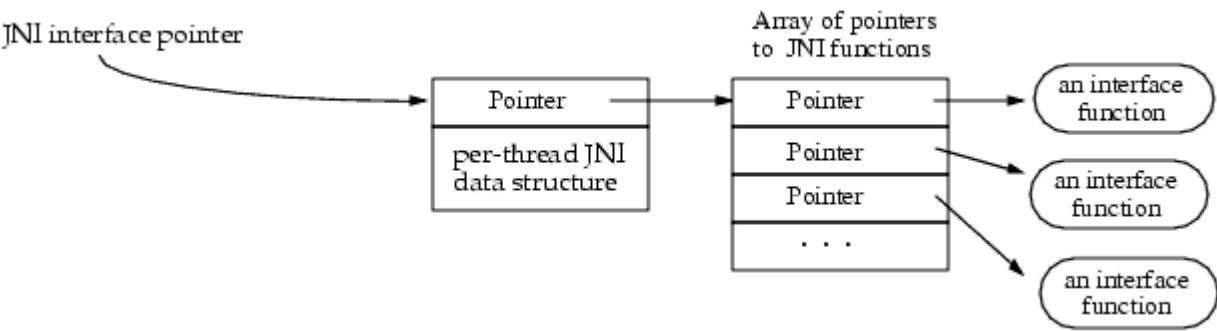 JNI interface pointer
Array of pointers
to JNI functions
Pointer
per-thread JNI
data structure
Pointer
Pointer
Pointer
. . .
an interface
function
an interface
function
an interface
function